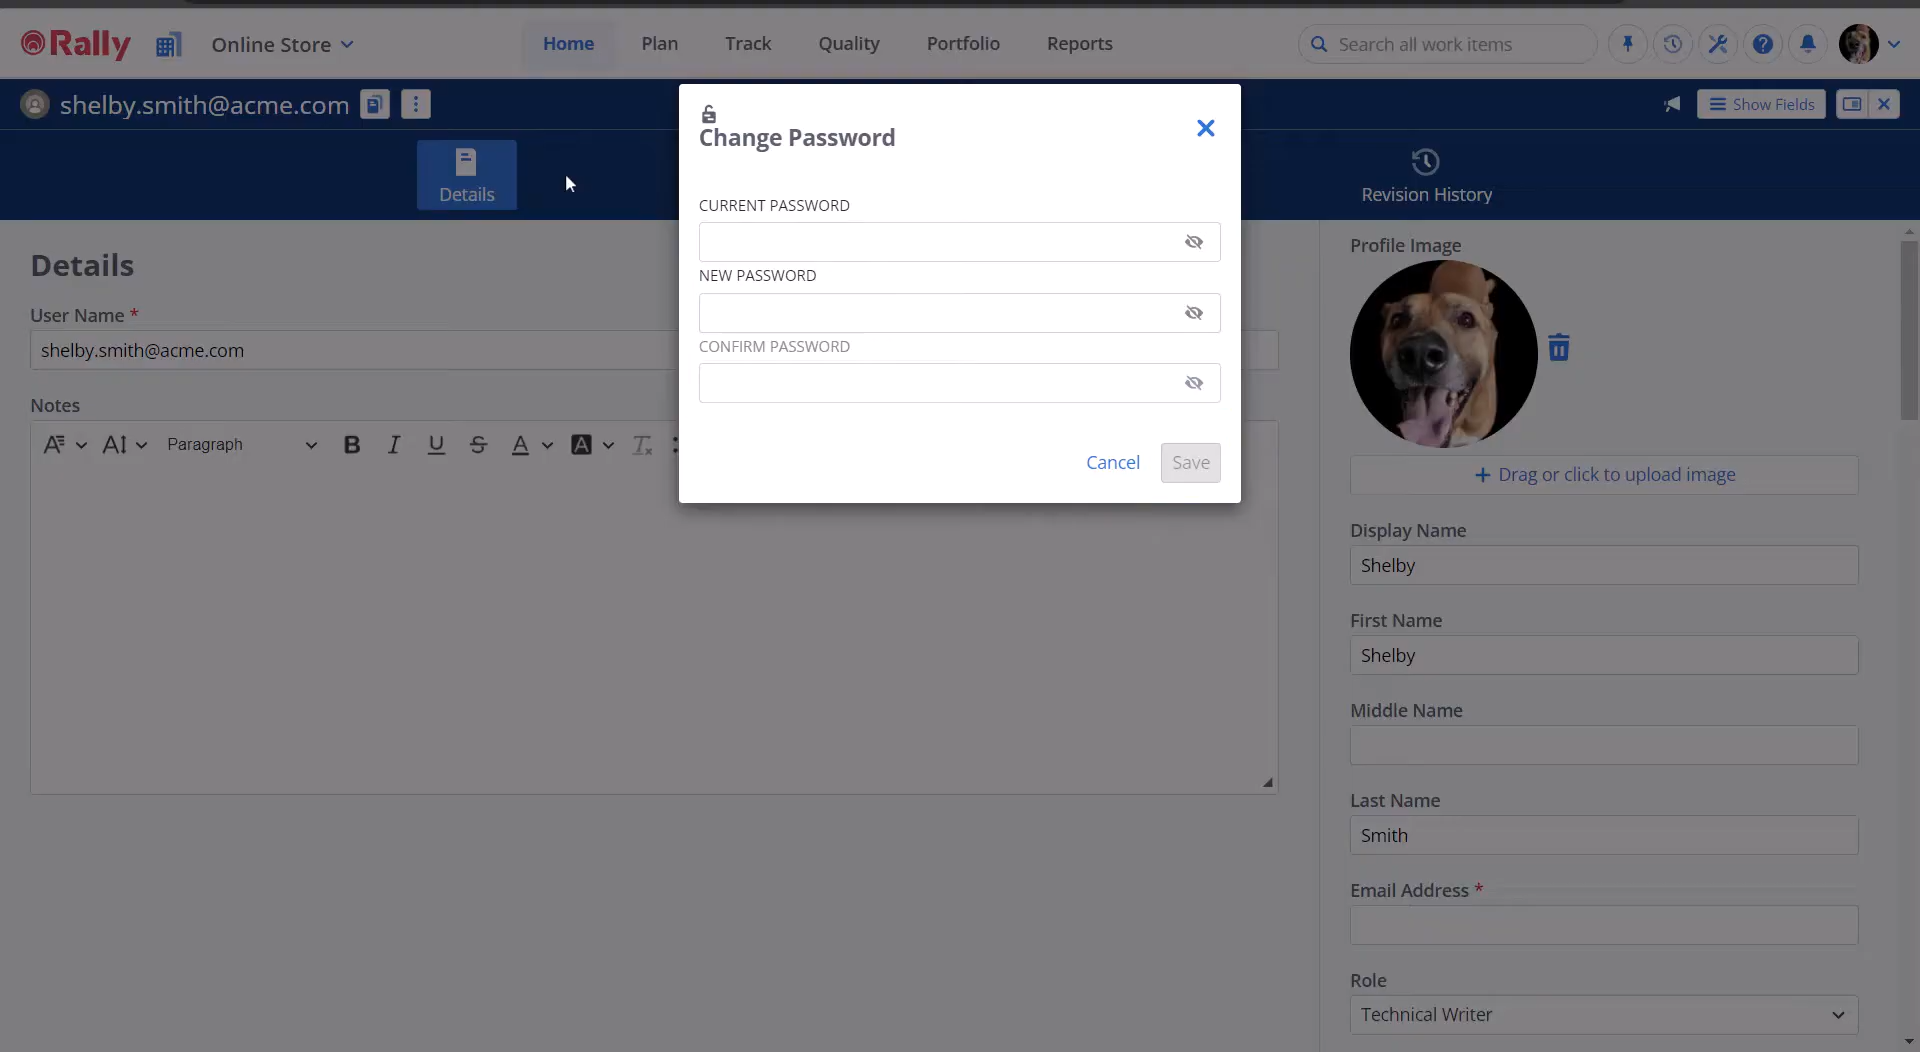 Rally
Online Store
Home
Plan
Track
Quality
Portfolio
Reports
Search all work items
shelby.smith@acme.com
Show Fields
Details
Revision History
Change Password
CURRENT PASSWORD
NEW PASSWORD
CONFIRM PASSWORD
Cancel
Save
Details
User Name *
shelby.smith@acme.com
Notes
Paragraph
Profile Image
Drag or click to upload image
Display Name
Shelby
First Name
Shelby
Middle Name
Last Name
Smith
Email Address *
Role
Technical Writer